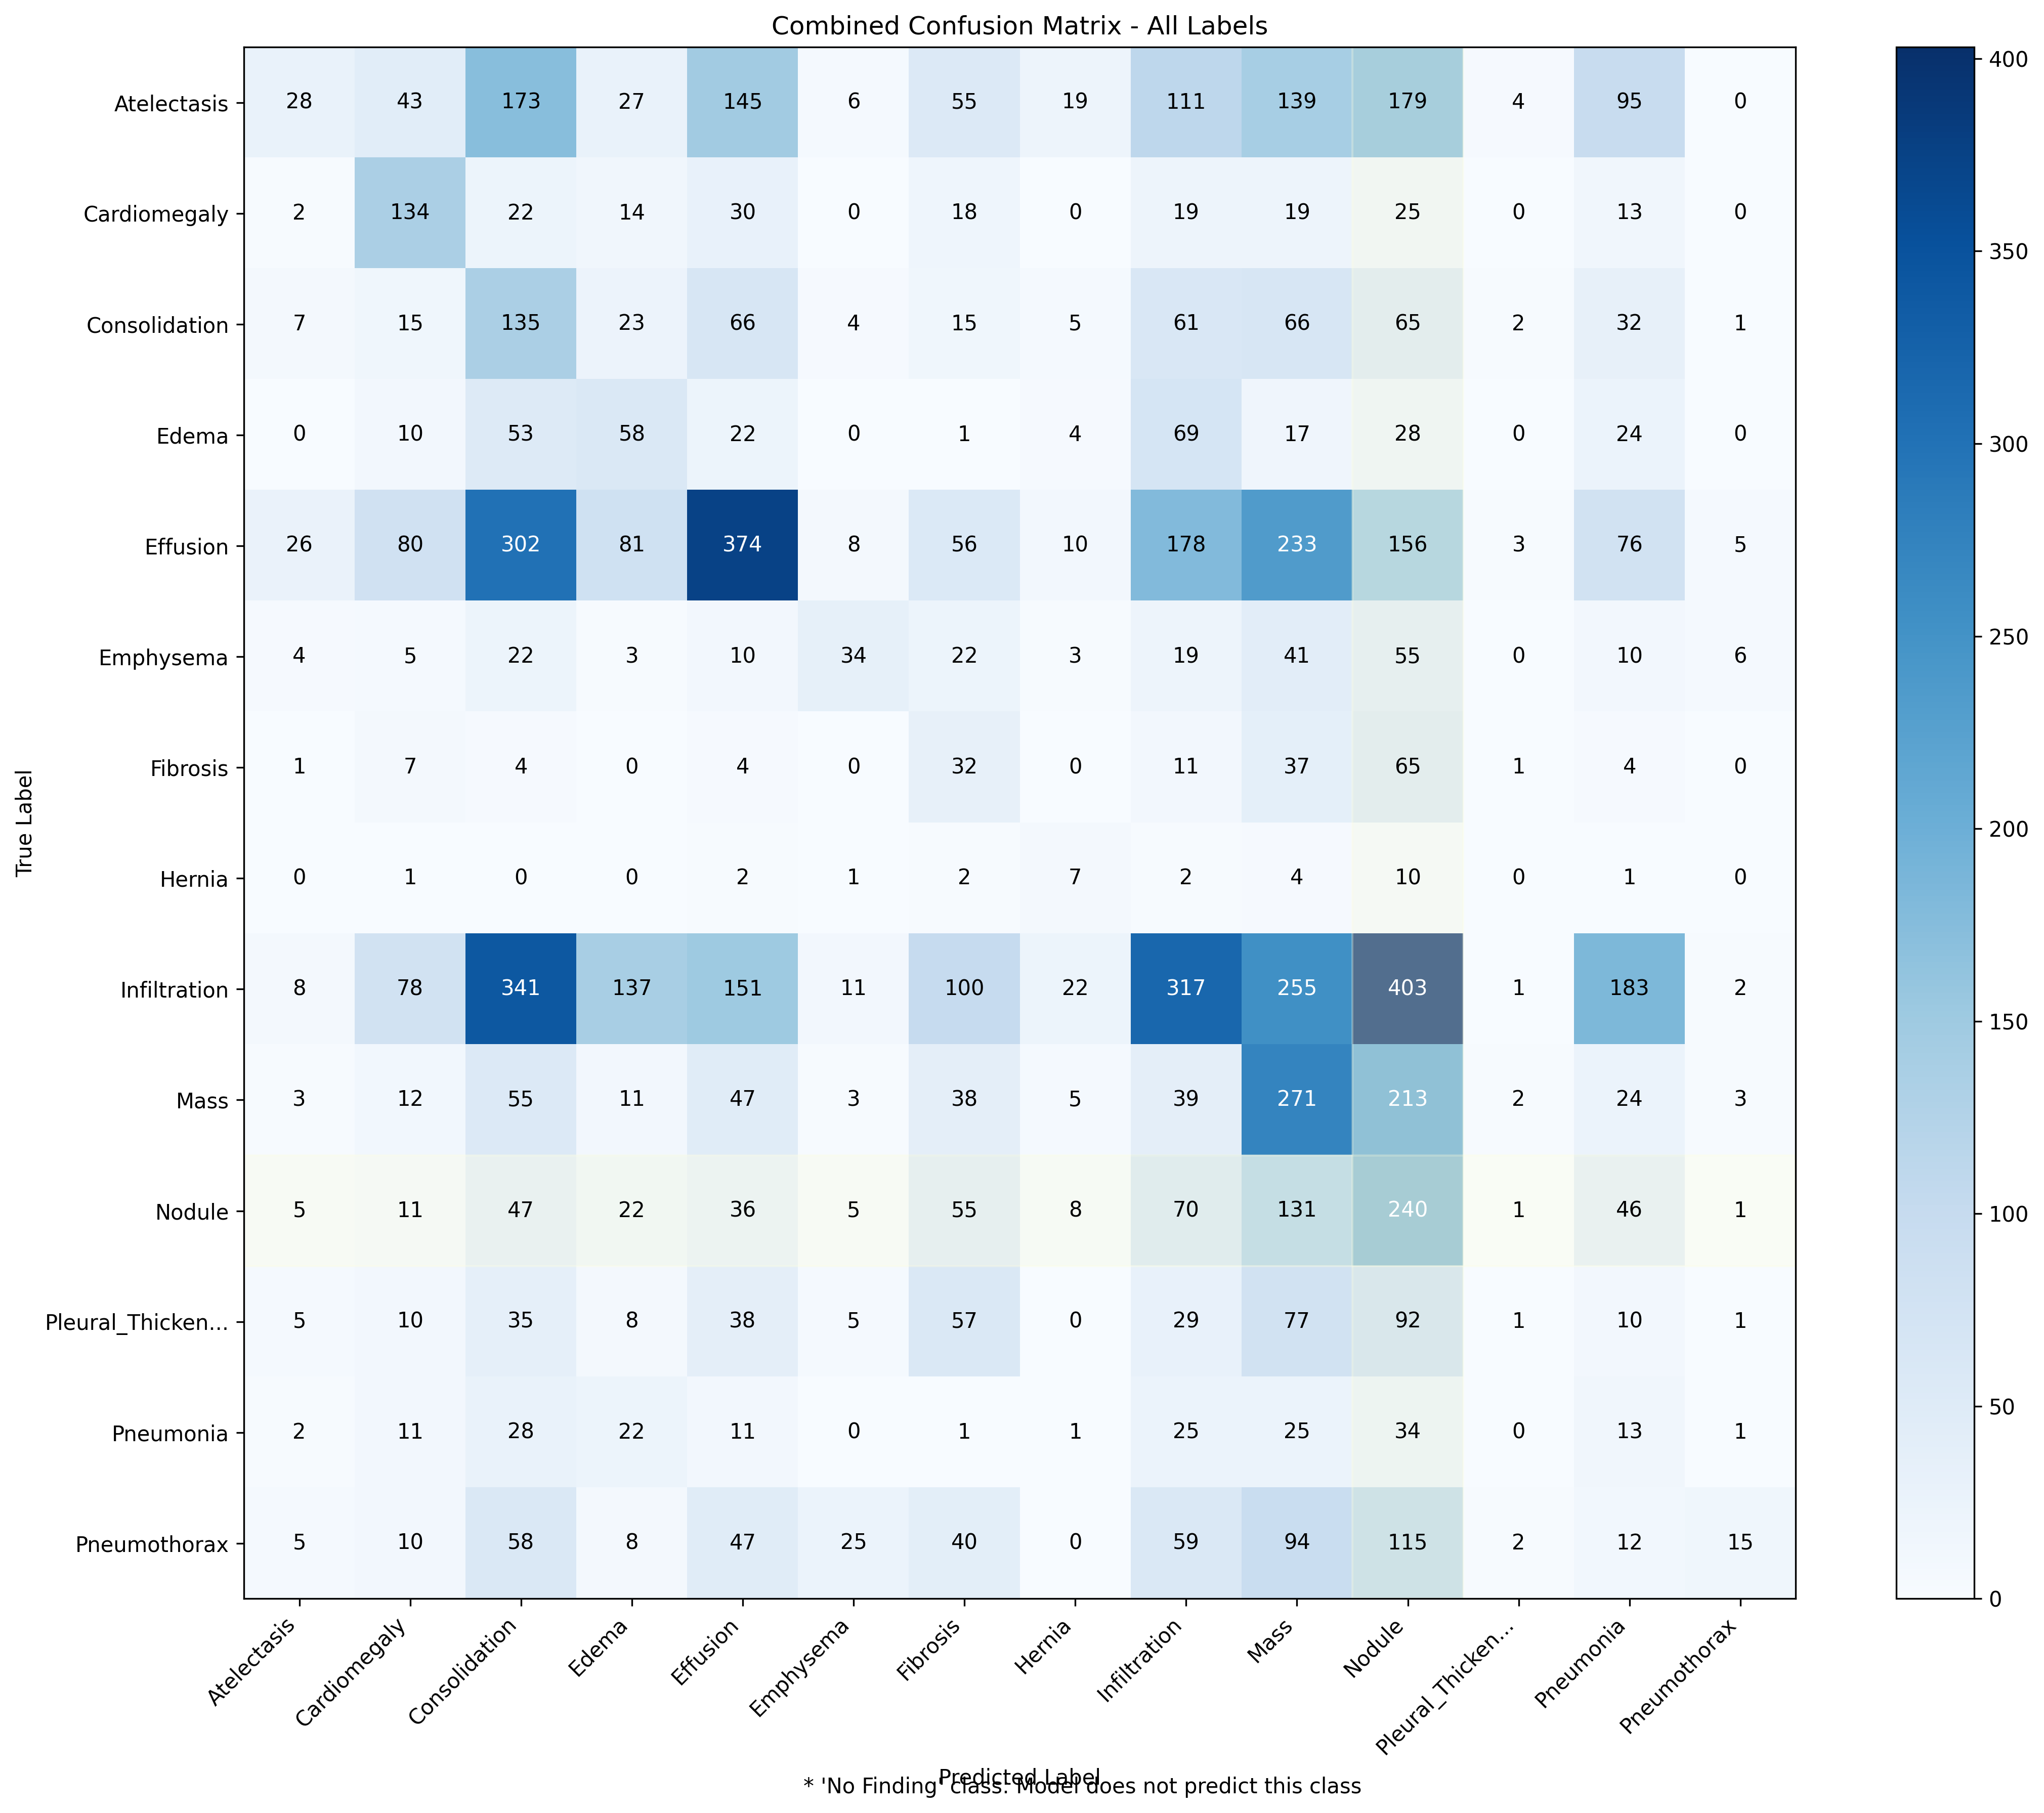 Combined Confusion Matrix - All Labels
True Label
Atelectasis 28 43 173 27 145 6 55 19 111 139 179 4 95 0
Cardiomegaly 2 134 22 14 30 0 18 0 19 19 25 0 13 0
Consolidation 7 15 135 23 66 4 15 5 61 66 65 2 32 1
Edema 0 10 53 58 22 0 1 4 69 17 28 0 24 0
Effusion 26 80 302 81 374 8 56 10 178 233 156 3 76 5
Emphysema 4 5 22 3 10 34 22 3 19 41 55 0 10 6
Fibrosis 1 7 4 0 4 0 32 0 11 37 65 1 4 0
Hernia 0 1 0 0 2 1 2 7 2 4 10 0 1 0
Infiltration 8 78 341 137 151 11 100 22 317 255 403 1 183 2
Mass 3 12 55 11 47 3 38 5 39 271 213 2 24 3
Nodule 5 11 47 22 36 5 55 8 70 131 240 1 46 1
Pleural_Thicken... 5 10 35 8 38 5 57 0 29 77 92 1 10 1
Pneumonia 2 11 28 22 11 0 1 1 25 25 34 0 13 1
Pneumothorax 5 10 58 8 47 25 40 0 59 94 115 2 12 15
Atelectasis Cardiomegaly Consolidation Edema Effusion Emphysema Fibrosis Hernia Infiltration Mass Nodule Pleural_Thicken... Pneumonia Pneumothorax
Predicted Label
* 'No Finding' class: Model does not predict this class
400
350
300
250
200
150
100
50
0